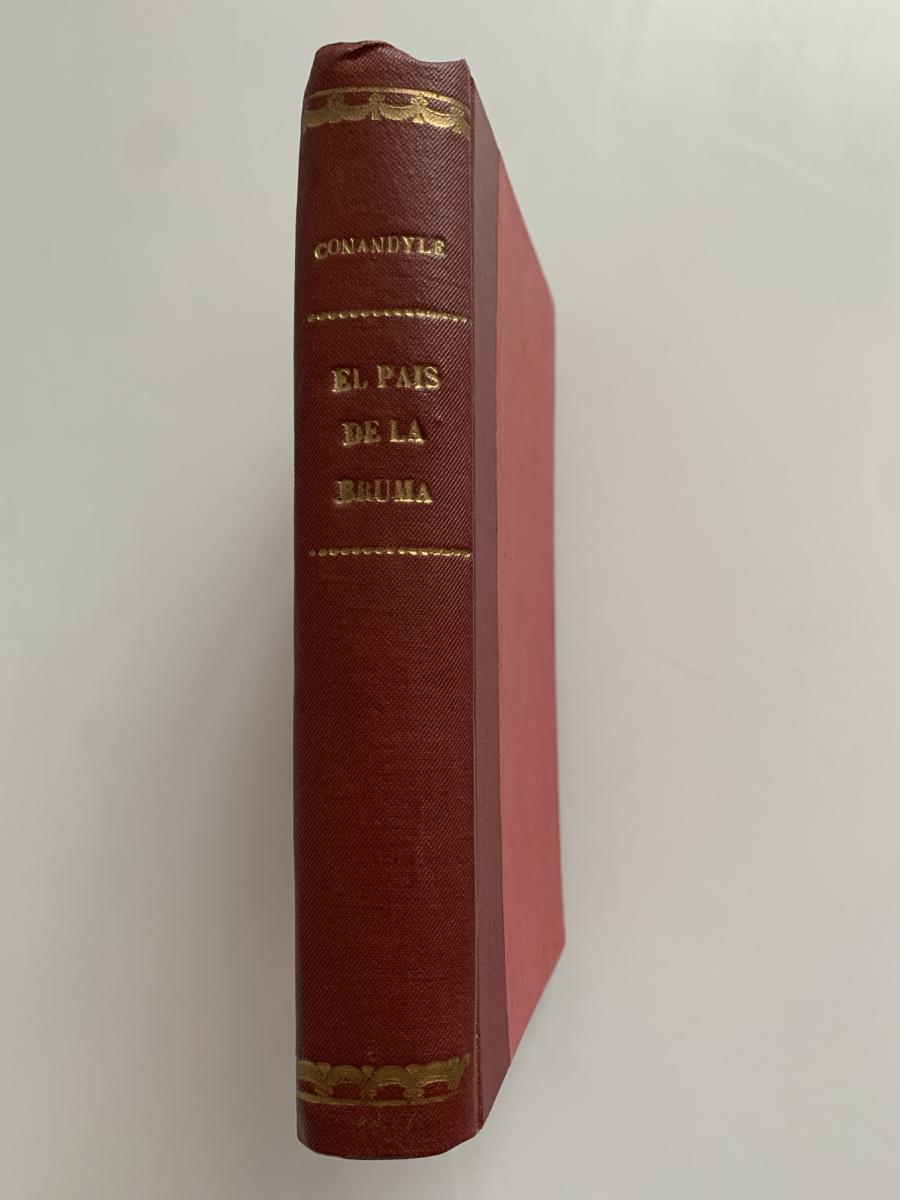 CONANDYLE
EL PAIS
DE LA
BRUMA